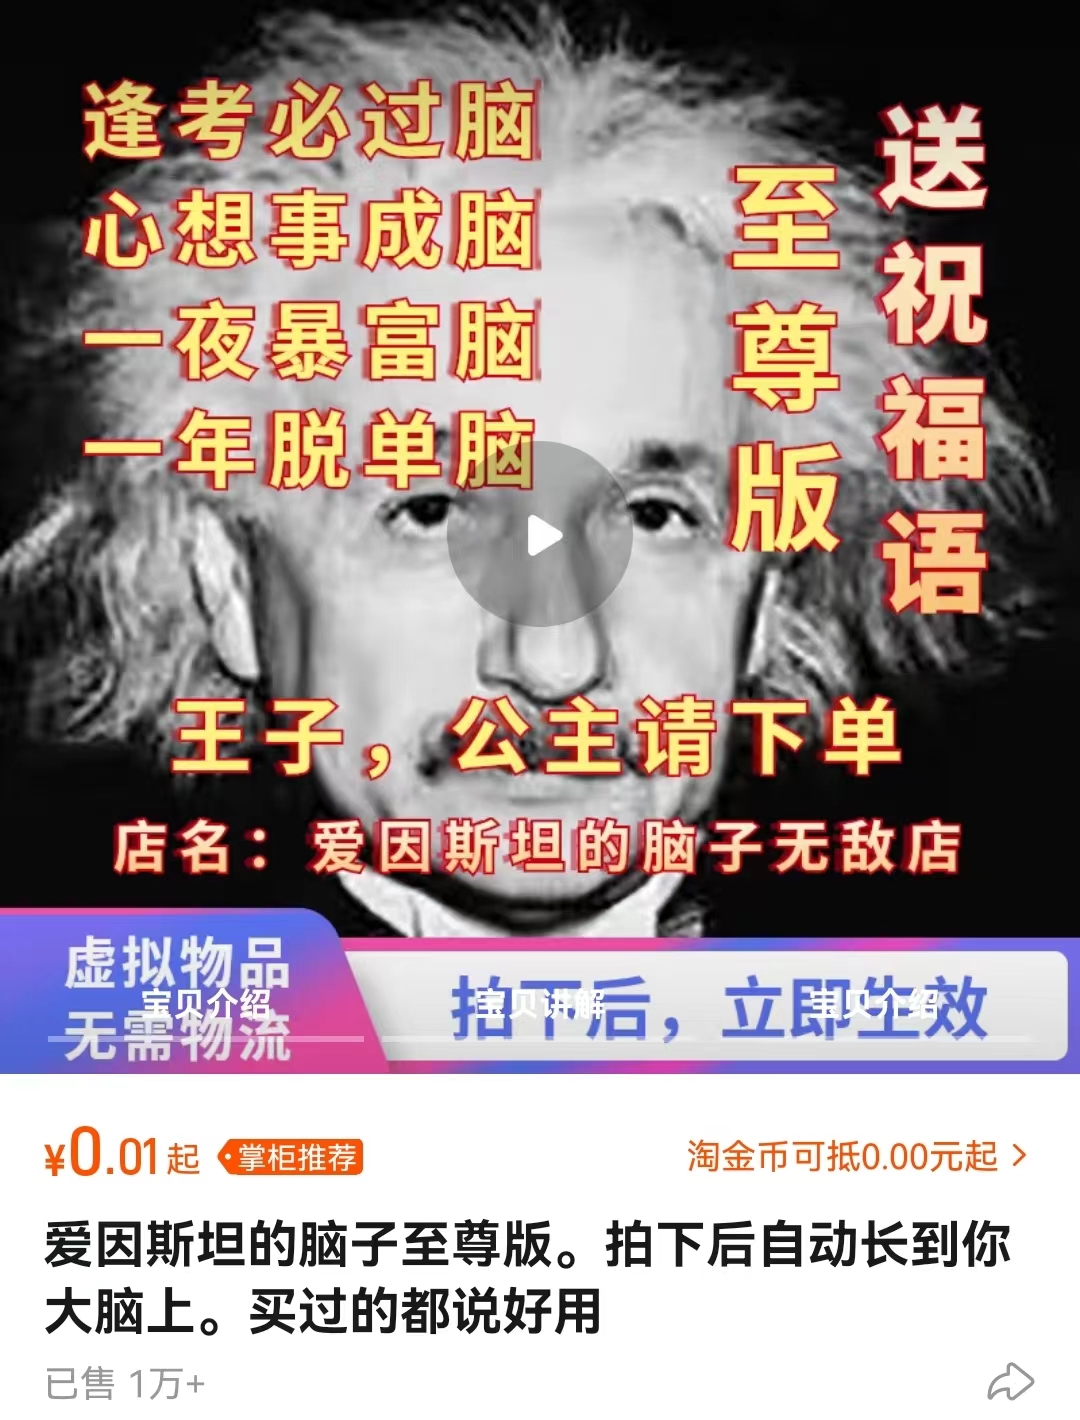 逢考必过脑
心想事成脑
一夜暴富脑
一年脱单脑
至尊版
送祝福语
王子，公主请下单
店名：爱因斯坦的脑子无敌店
虚拟物品
无需物流
拍下后，立即生效
宝贝介绍
宝贝讲解
宝贝介绍
¥0.01起
掌柜推荐
淘金币可抵0.00元起
爱因斯坦的脑子至尊版。拍下后自动长到你
大脑上。买过的都说好用
已售 1万+